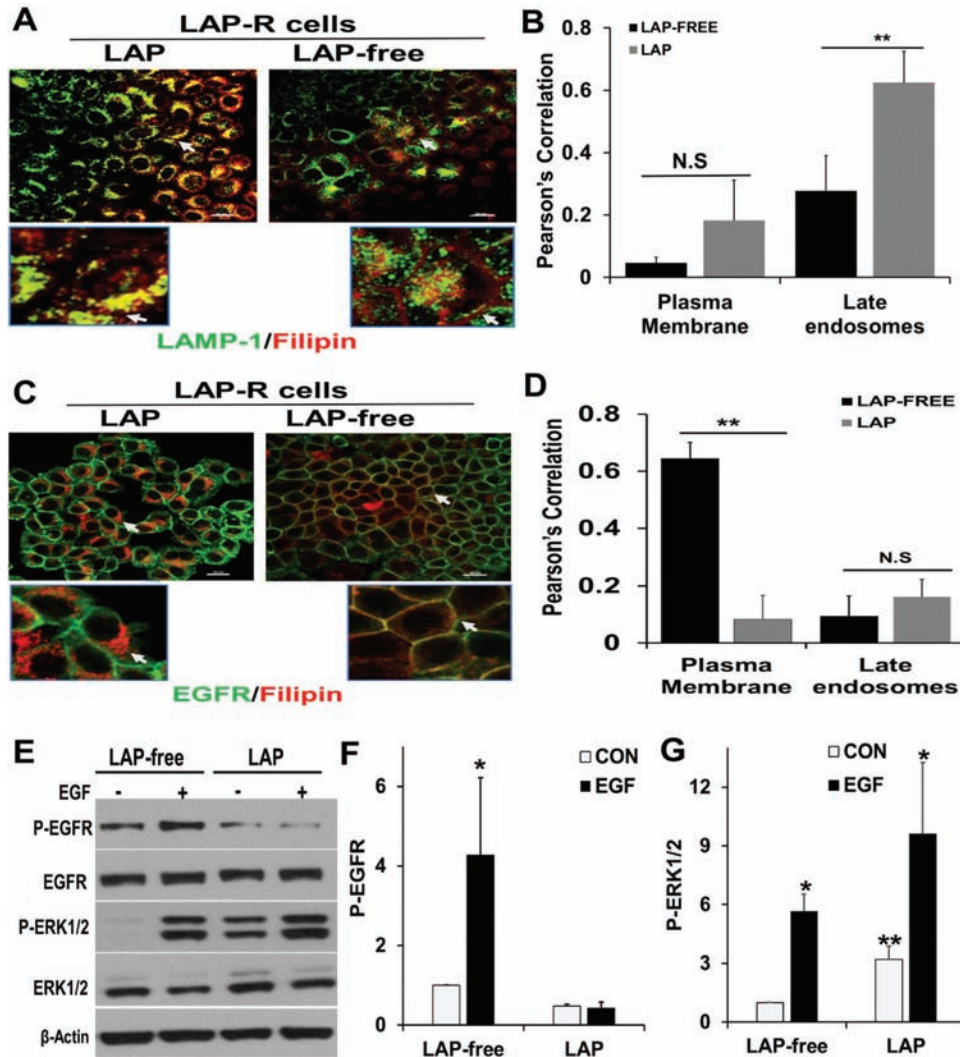 A
LAP-R cells
LAP LAP-free
LAMP-1/Filipin
B
LAP-FREE
LAP
**
N.S
Pearson's Correlation
0.8
0.6
0.4
0.2
0
Plasma Membrane
Late endosomes
C
LAP-R cells
LAP LAP-free
EGFR/Filipin
D
LAP-FREE
LAP
**
N.S
Pearson's Correlation
0.8
0.6
0.4
0.2
0
Plasma Membrane
Late endosomes
E
LAP-free LAP
EGF - + - +
P-EGFR
EGFR
P-ERK1/2
ERK1/2
β-Actin
F
CON
EGF
*
P-EGFR
6
4
2
0
LAP-free LAP
G
CON
EGF
*
*
**
P-ERK1/2
12
9
6
3
0
LAP-free LAP